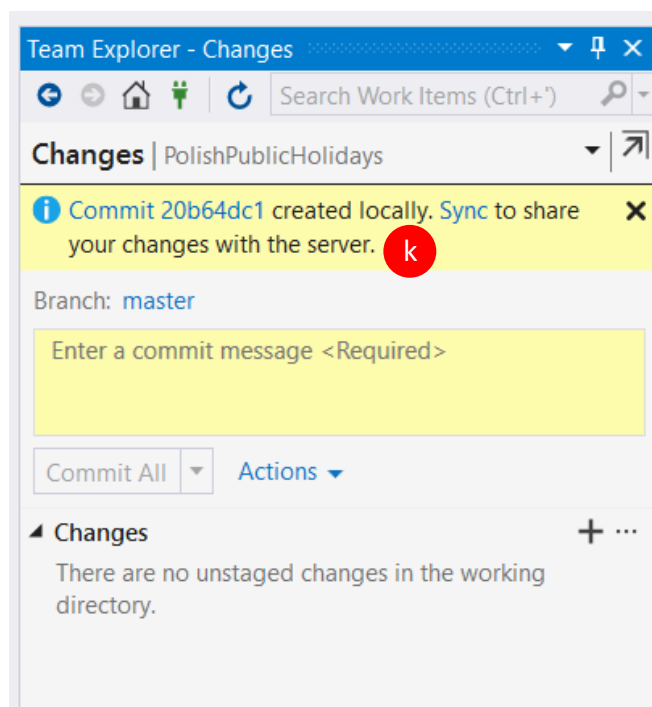 Team Explorer - Changes
Search Work Items (Ctrl+')
Changes | PolishPublicHolidays
Commit 20b64dc1 created locally. Sync to share
your changes with the server.
k
Branch: master
Enter a commit message <Required>
Commit All
Actions
Changes
There are no unstaged changes in the working
directory.